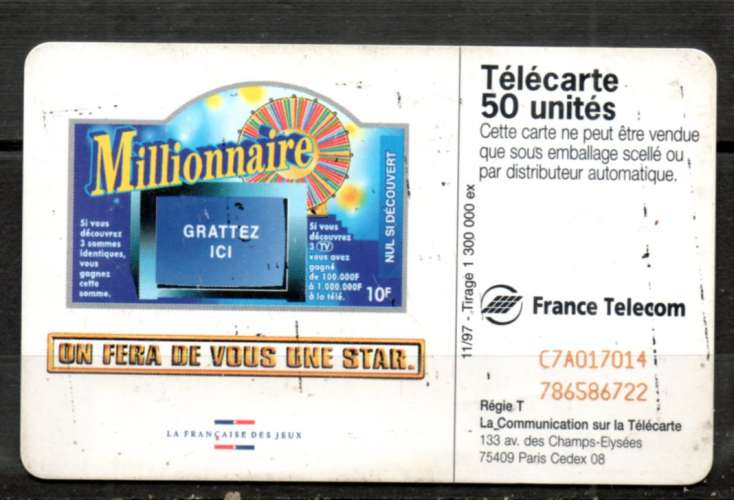 Millionnaire
Si vous
découvrez
3 sommes
identiques,
vous
gagnez
cette
somme.
GRATTEZ
ICI
Si vous
découvrez
3 TV
vous avez
gagné
de 100.000F
à 1.000.000F
à la télé.
NUL SI DÉCOUVERT
10F
ON FERA DE VOUS UNE STAR.
LA FRANÇAISE DES JEUX
11/97 - Tirage 1 300 000 ex
Télécarte
50 unités
Cette carte ne peut être vendue
que sous emballage scellé ou
par distributeur automatique.
France Telecom
C7A017014
786586722
Régie T
La Communication sur la Télécarte
133 av. des Champs-Elysées
75409 Paris Cedex 08